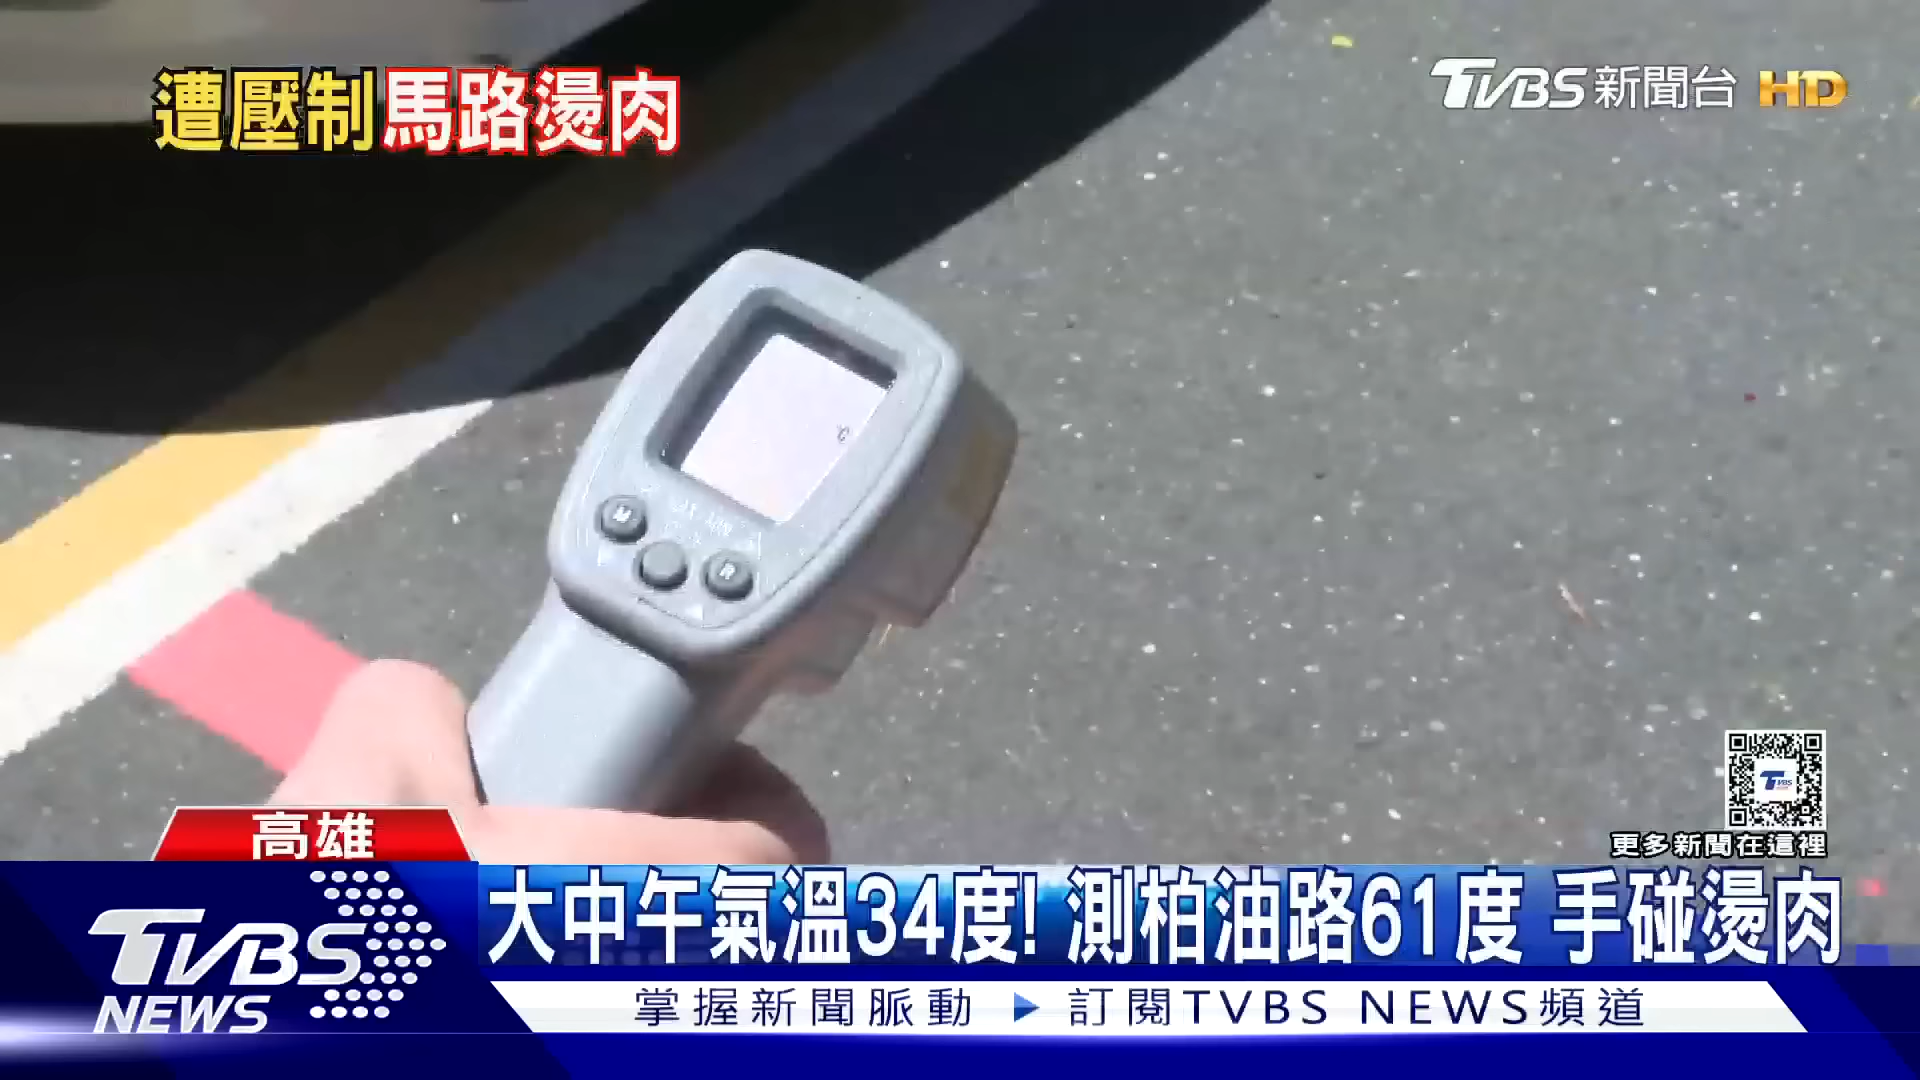 遭壓制馬路燙肉
TVBS新聞台 HD
°C
M
R
TVBS
更多新聞在這裡
高雄
大中午氣溫34度! 測柏油路61度 手碰燙肉
TVBS
NEWS
掌握新聞脈動 ▶ 訂閱TVBS NEWS頻道